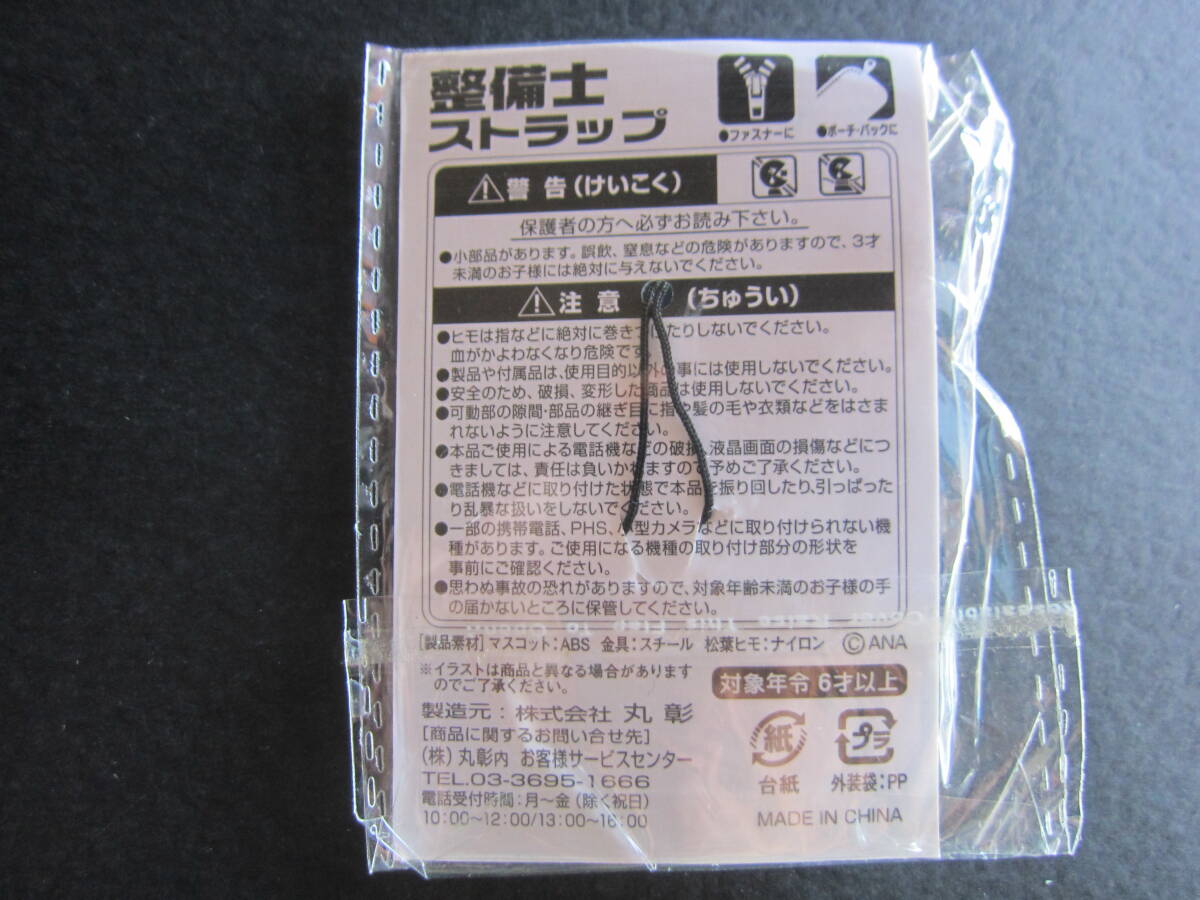 整備士
ストラップ
●ファスナーに
●ポーチ・バックに
⚠警告(けいこく)
保護者の方へ必ずお読み下さい。
●小部品があります。誤飲、窒息などの危険がありますので、3才
未満のお子様には絶対に与えないでください。
⚠注意 (ちゅうい)
●ヒモは指などに絶対に巻きつけたりしないでください。
血がかよわなくなり危険です。
●製品や付属品は、使用目的以外の事には使用しないでください。
●安全のため、破損、変形した商品は使用しないでください。
●可動部の隙間・部品の継ぎ目に指や髪の毛や衣類などをはさま
れないように注意してください。
●本品ご使用による電話機などの破損、液晶画面の損傷などにつ
きましては、責任は負いかねますので予めご了承ください。
●電話機などに取り付けた状態で本品を振り回したり、引っぱった
り乱暴な扱いをしないでください。
●一部の携帯電話、PHS、小型カメラなどに取り付けられない機
種があります。ご使用になる機種の取り付け部分の形状を
事前にご確認ください。
●思わぬ事故の恐れがありますので、対象年齢未満のお子様の手
の届かないところに保管してください。
[製品素材]マスコット:ABS 金具:スチール 松葉ヒモ:ナイロン ©ANA
※イラストは商品と異なる場合があります
のでご了承ください。
対象年令 6才以上
製造元:株式会社 丸彰
[商品に関するお問い合せ先]
(株)丸彰内 お客様サービスセンター
TEL.03-3695-1666
電話受付時間:月～金(除く祝日)
10:00～12:00/13:00～16:00
紙
台紙
プラ
外装袋:PP
MADE IN CHINA